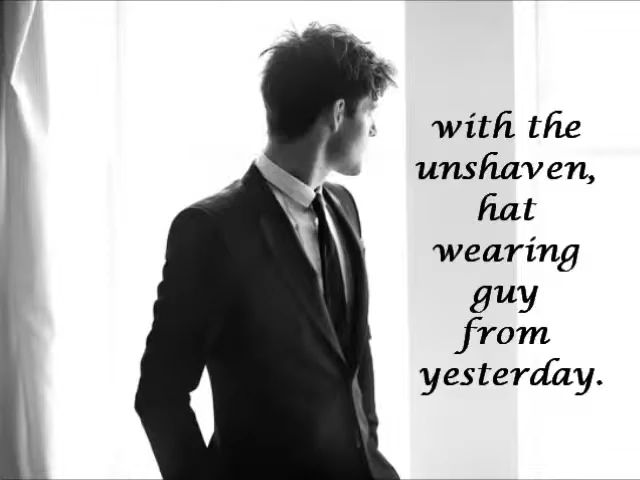 with the
unshaven,
hat
wearing
guy
from
yesterday.